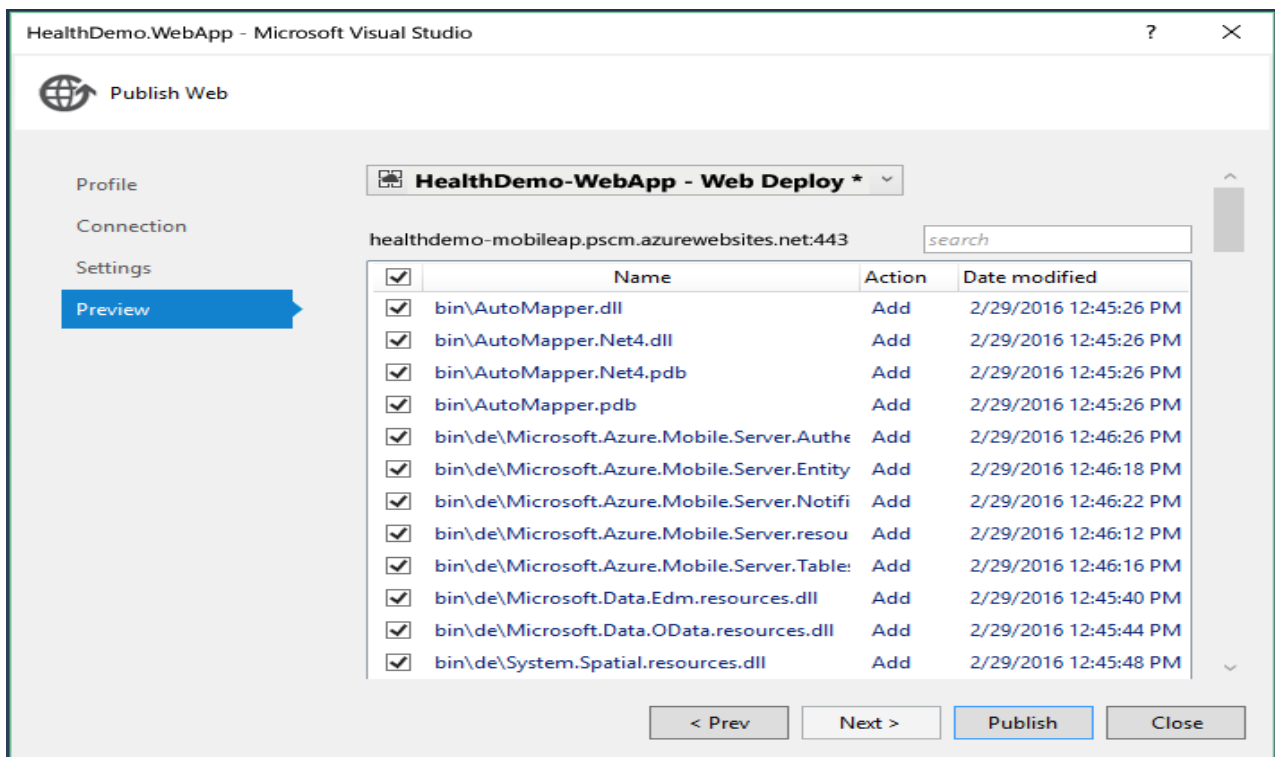 HealthDemo.WebApp - Microsoft Visual Studio ?
Publish Web
Profile
Connection
Settings
Preview
HealthDemo-WebApp - Web Deploy *
healthdemo-mobileap.pscm.azurewebsites.net:443 search
Name Action Date modified
bin\AutoMapper.dll Add 2/29/2016 12:45:26 PM
bin\AutoMapper.Net4.dll Add 2/29/2016 12:45:26 PM
bin\AutoMapper.Net4.pdb Add 2/29/2016 12:45:26 PM
bin\AutoMapper.pdb Add 2/29/2016 12:45:26 PM
bin\de\Microsoft.Azure.Mobile.Server.Authe Add 2/29/2016 12:46:26 PM
bin\de\Microsoft.Azure.Mobile.Server.Entity Add 2/29/2016 12:46:18 PM
bin\de\Microsoft.Azure.Mobile.Server.Notifi Add 2/29/2016 12:46:22 PM
bin\de\Microsoft.Azure.Mobile.Server.resou Add 2/29/2016 12:46:12 PM
bin\de\Microsoft.Azure.Mobile.Server.Tables Add 2/29/2016 12:46:16 PM
bin\de\Microsoft.Data.Edm.resources.dll Add 2/29/2016 12:45:40 PM
bin\de\Microsoft.Data.OData.resources.dll Add 2/29/2016 12:45:44 PM
bin\de\System.Spatial.resources.dll Add 2/29/2016 12:45:48 PM
< Prev Next > Publish Close